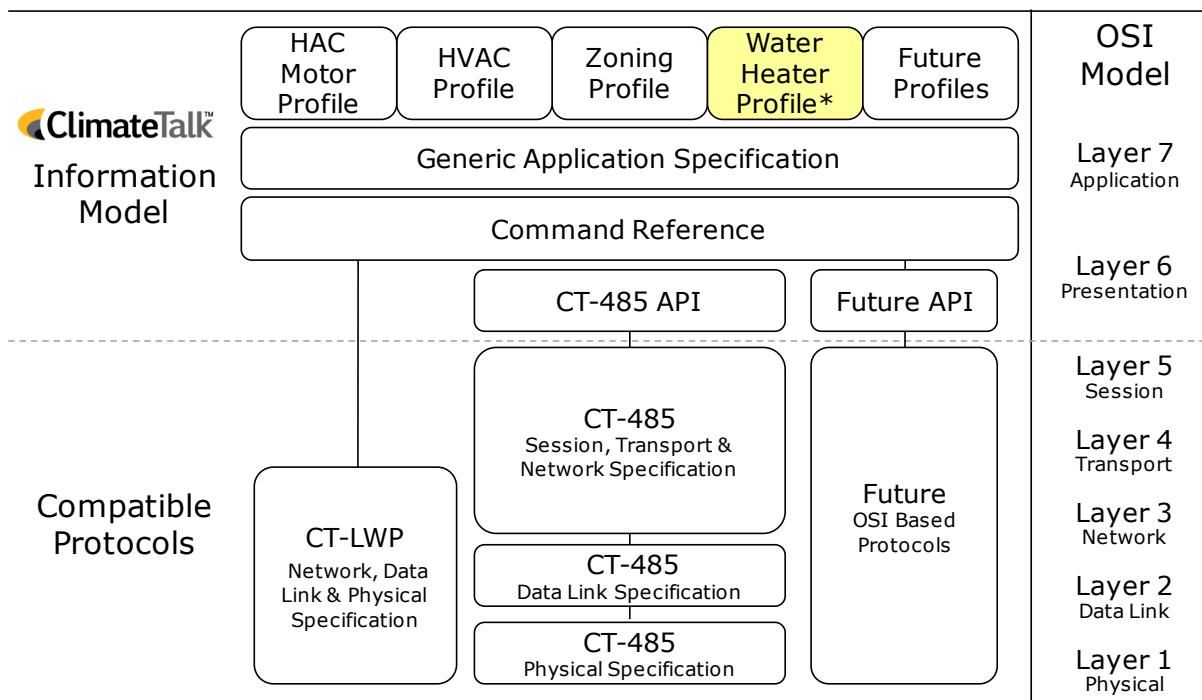 HAC
Motor
Profile
HVAC
Profile
Zoning
Profile
Water
Heater
Profile*
Future
Profiles
OSI
Model
ClimateTalk™
Information
Model
Generic Application Specification
Layer 7
Application
Command Reference
Layer 6
Presentation
CT-485 API
Future API
Compatible
Protocols
CT-LWP
Network, Data
Link & Physical
Specification
CT-485
Session, Transport &
Network Specification
CT-485
Data Link Specification
CT-485
Physical Specification
Future
OSI Based
Protocols
Layer 5
Session
Layer 4
Transport
Layer 3
Network
Layer 2
Data Link
Layer 1
Physical